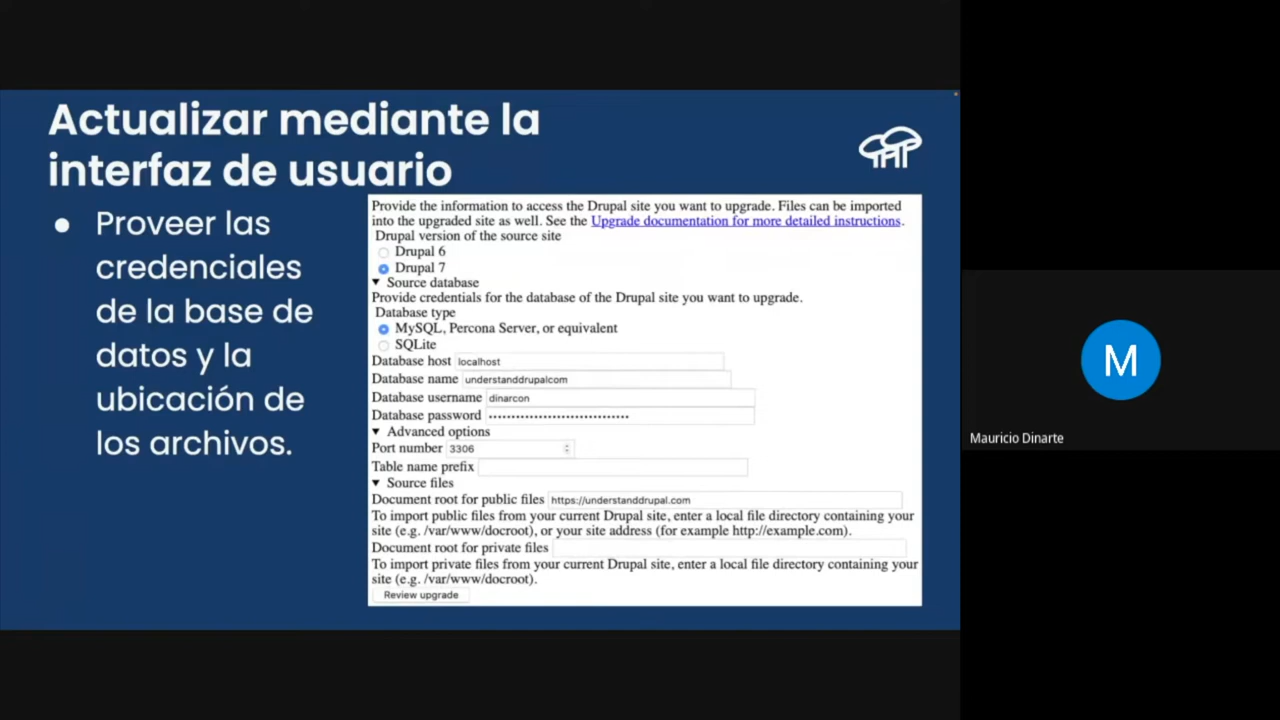 Actualizar mediante la
interfaz de usuario
● Proveer las
credenciales
de la base de
datos y la
ubicación de
los archivos.
Provide the information to access the Drupal site you want to upgrade. Files can be imported
into the upgraded site as well. See the Upgrade documentation for more detailed instructions.
Drupal version of the source site
Drupal 6
Drupal 7
Source database
Provide credentials for the database of the Drupal site you want to upgrade.
Database type
MySQL, Percona Server, or equivalent
SQLite
Database host localhost
Database name understanddrupalcom
Database username dinarcon
Database password
Advanced options
Port number 3306
Table name prefix
Source files
Document root for public files https://understanddrupal.com
To import public files from your current Drupal site, enter a local file directory containing your
site (e.g. /var/www/docroot), or your site address (for example http://example.com).
Document root for private files
To import private files from your current Drupal site, enter a local file directory containing your
site (e.g. /var/www/docroot).
Review upgrade
M
Mauricio Dinarte